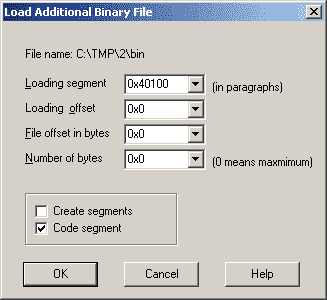 Load Additional Binary File
File name: C:\TMP\2\bin
Loading segment 0x40100 (in paragraphs)
Loading offset 0x0
File offset in bytes 0x0
Number of bytes 0x0 (0 means maxmimum)
Create segments
Code segment
OK Cancel Help